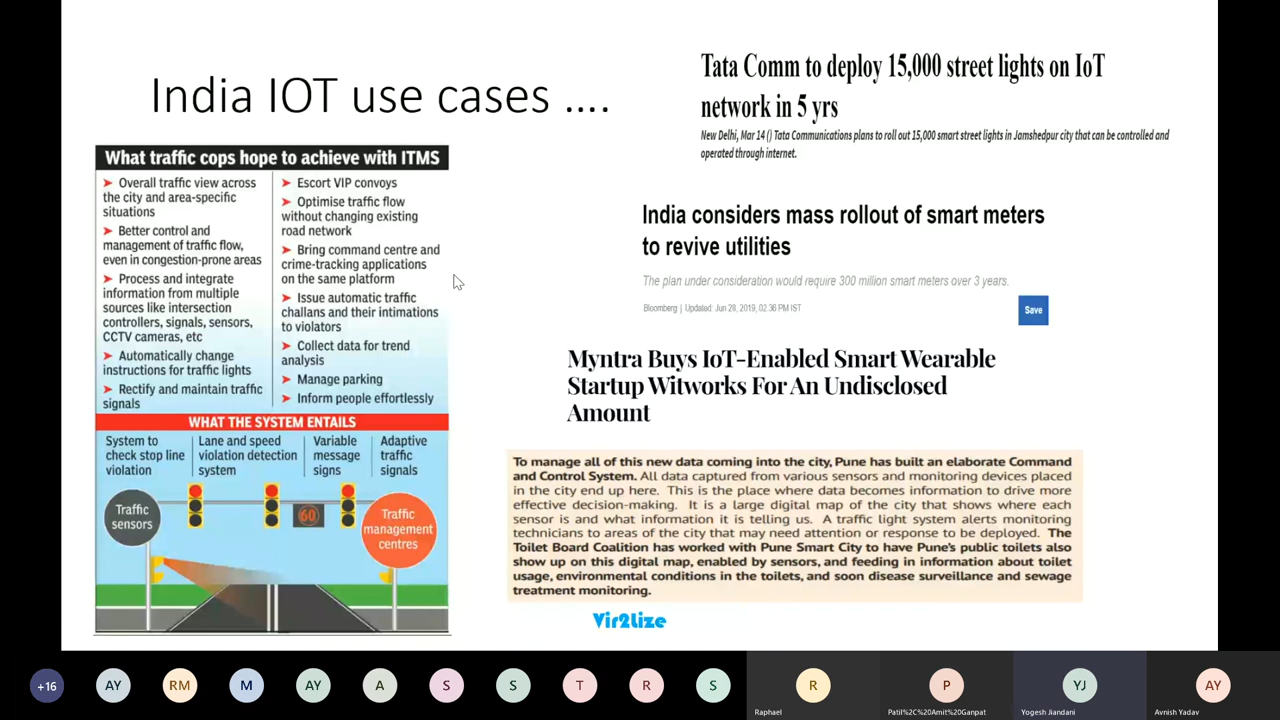 India IOT use cases ....
Tata Comm to deploy 15,000 street lights on IoT
network in 5 yrs
New Delhi, Mar 14 () Tata Communications plans to roll out 15,000 smart street lights in Jamshedpur city that can be controlled and
operated through internet.
What traffic cops hope to achieve with ITMS
➤ Overall traffic view across
the city and area-specific
situations
➤ Better control and
management of traffic flow,
even in congestion-prone areas
➤ Process and integrate
information from multiple
sources like intersection
controllers, signals, sensors,
CCTV cameras, etc
➤ Automatically change
instructions for traffic lights
➤ Rectify and maintain traffic
signals
➤ Escort VIP convoys
➤ Optimise traffic flow
without changing existing
road network
➤ Bring command centre and
crime-tracking applications
on the same platform
➤ Issue automatic traffic
challans and their intimations
to violators
➤ Collect data for trend
analysis
➤ Manage parking
➤ Inform people effortlessly
WHAT THE SYSTEM ENTAILS
System to
check stop line
violation
Lane and speed
violation detection
system
Variable
message
signs
Adaptive
traffic
signals
Traffic
sensors
60
Traffic
management
centres
India considers mass rollout of smart meters
to revive utilities
The plan under consideration would require 300 million smart meters over 3 years.
Bloomberg | Updated: Jun 28, 2019, 02.36 PM IST
Save
Myntra Buys IoT-Enabled Smart Wearable
Startup Witworks For An Undisclosed
Amount
To manage all of this new data coming into the city, Pune has built an elaborate Command
and Control System. All data captured from various sensors and monitoring devices placed
in the city end up here. This is the place where data becomes information to drive more
effective decision-making. It is a large digital map of the city that shows where each
sensor is and what information it is telling us. A traffic light system alerts monitoring
technicians to areas of the city that may need attention or response to be deployed. The
Toilet Board Coalition has worked with Pune Smart City to have Pune's public toilets also
show up on this digital map, enabled by sensors, and feeding in information about toilet
usage, environmental conditions in the toilets, and soon disease surveillance and sewage
treatment monitoring.
Vir2lize
+16 AY RM M AY A S S T R S R P YJ AY
Raphael Patil%2C%20Amit%20Ganpat Yogesh Jiandani Avnish Yadav